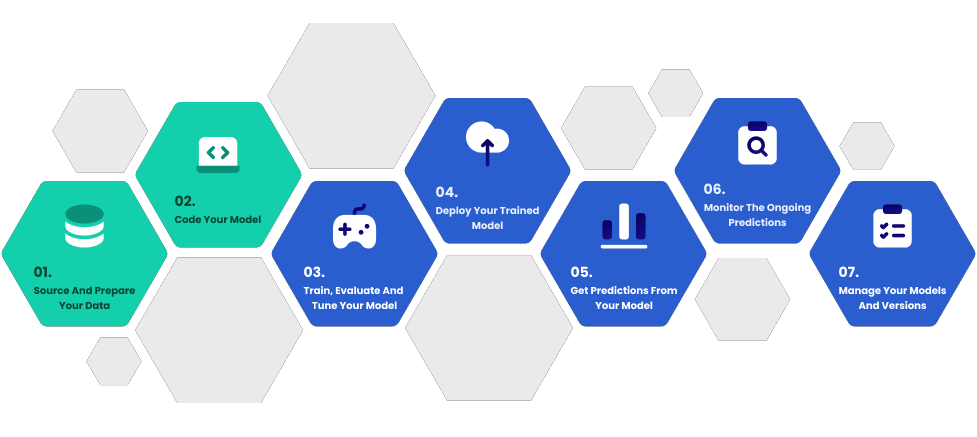 01.
Source And Prepare
Your Data
02.
Code Your Model
03.
Train, Evaluate And
Tune Your Model
04.
Deploy Your Trained
Model
05.
Get Predictions From
Your Model
06.
Monitor The Ongoing
Predictions
07.
Manage Your Models
And Versions